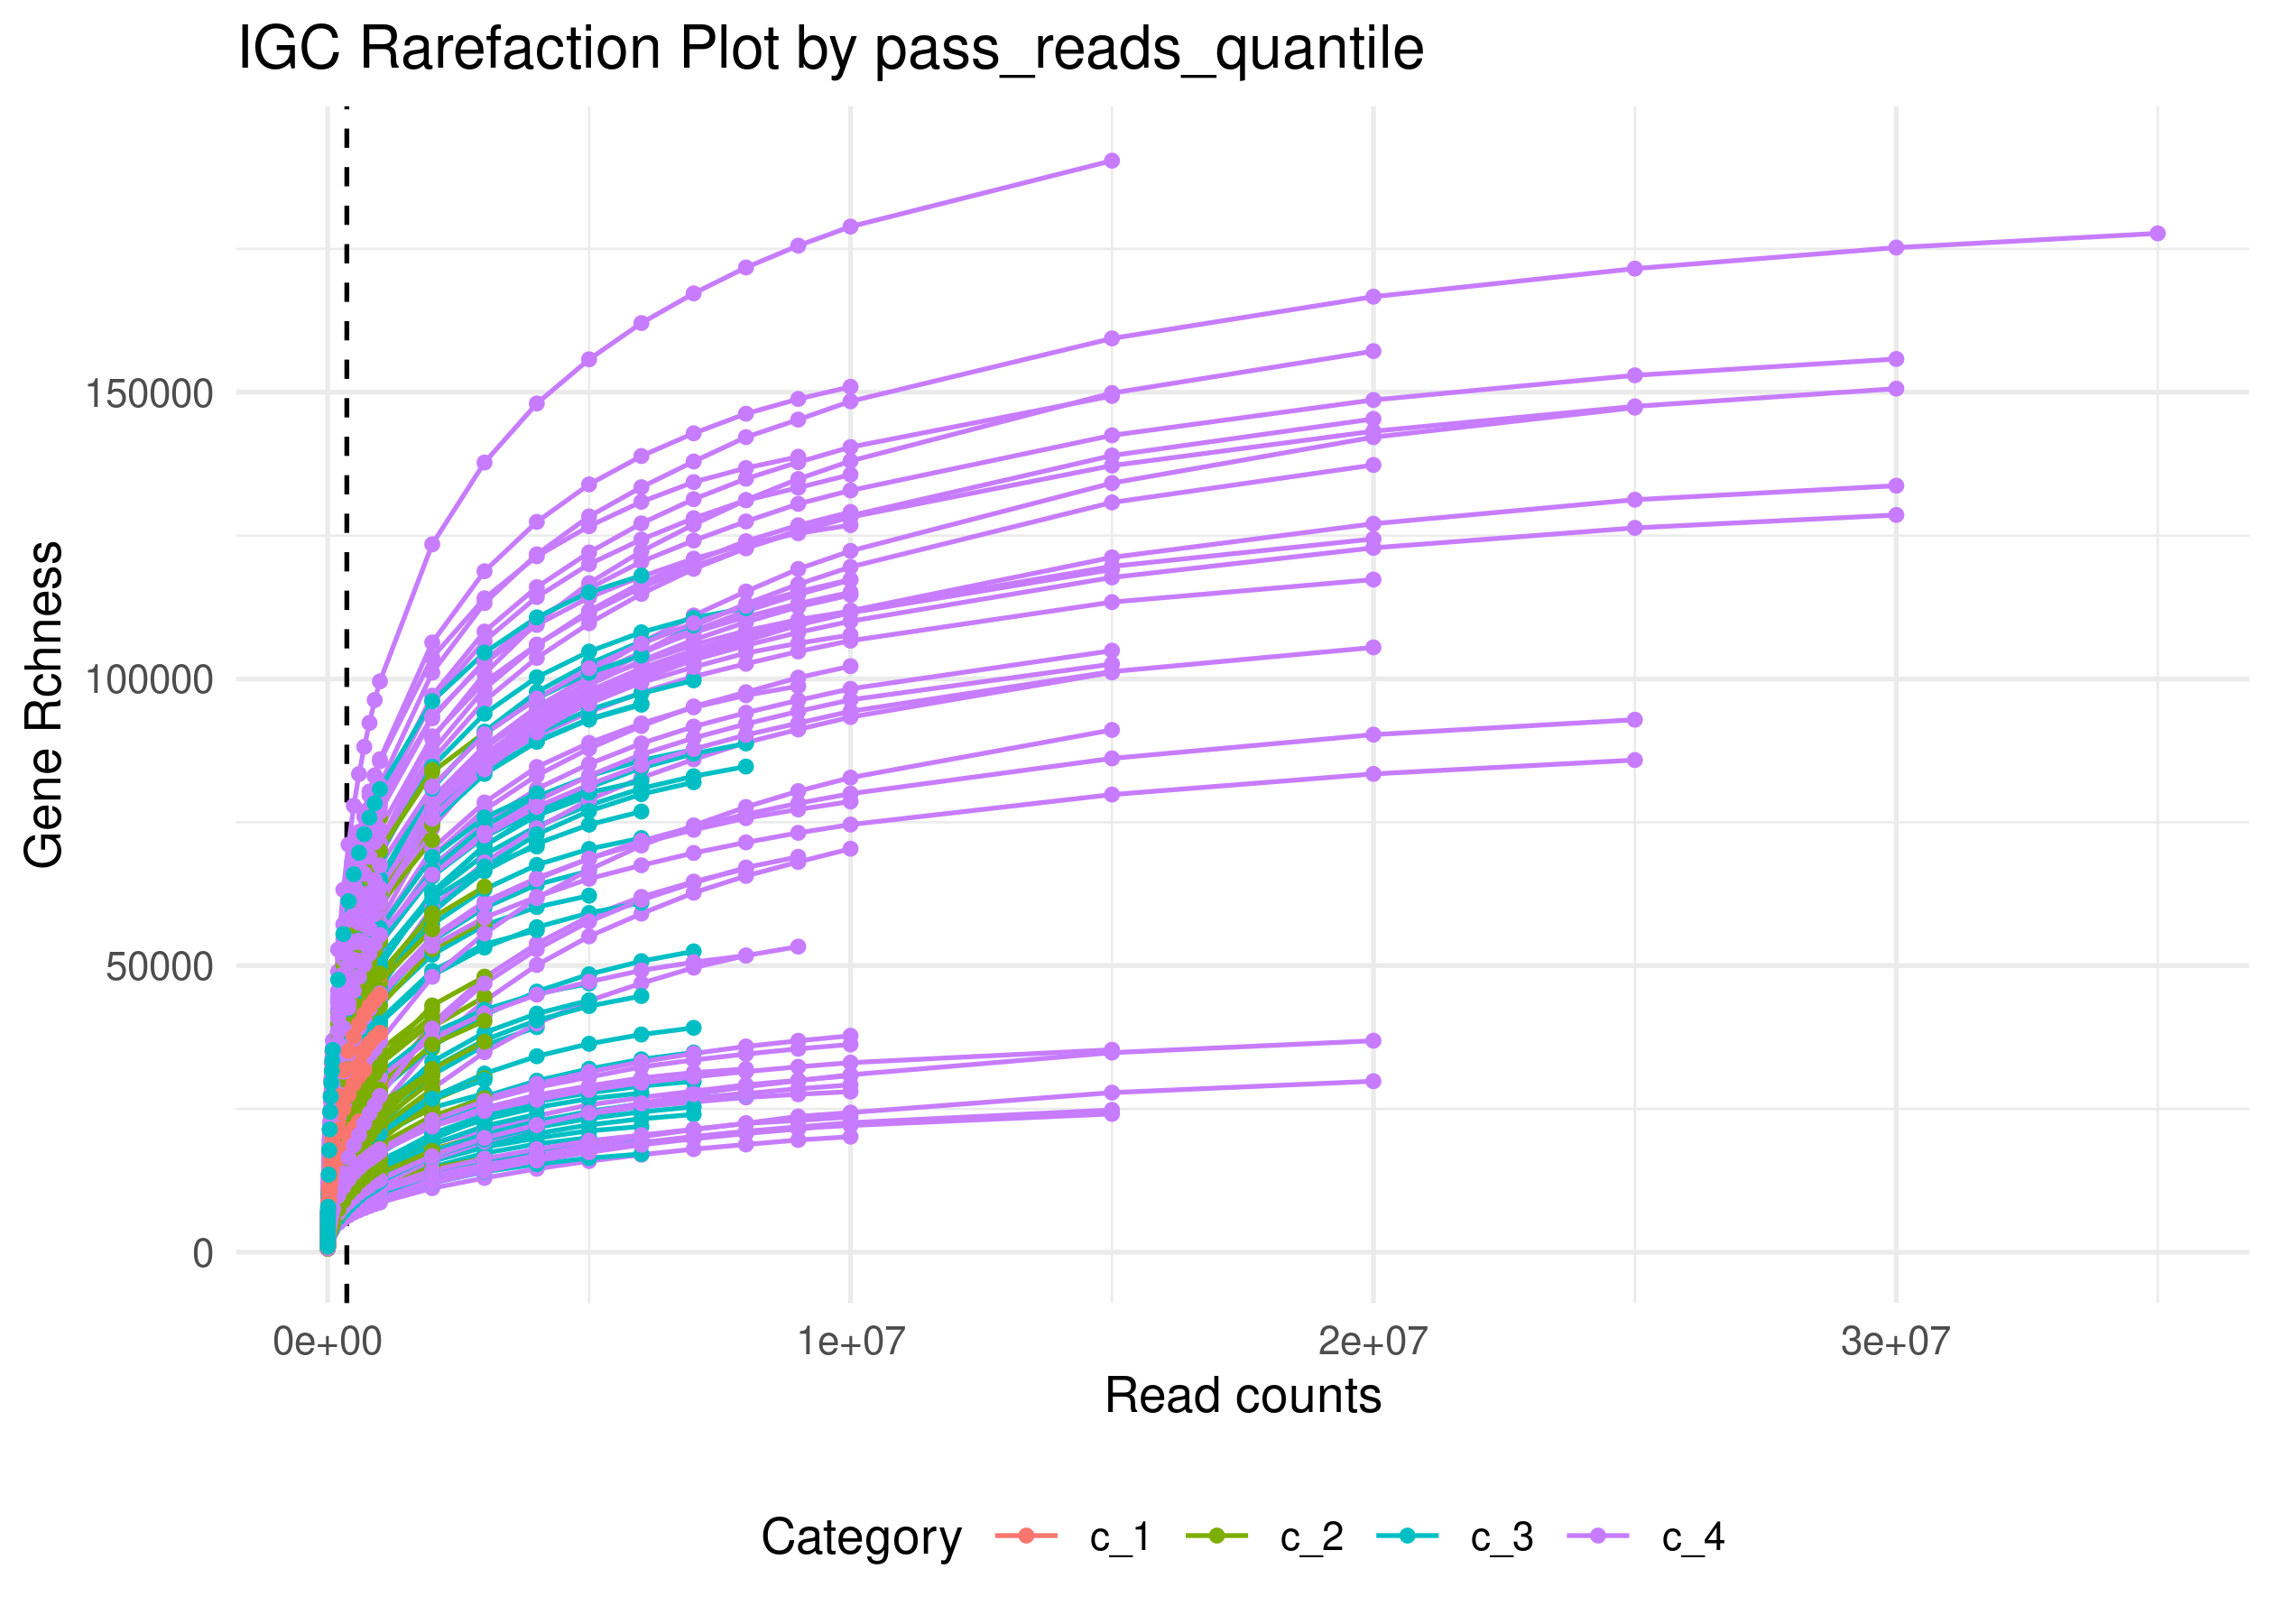 IGC Rarefaction Plot by pass_reads_quantile
Gene Rchness
150000
100000
50000
0
0e+00 1e+07 2e+07 3e+07
Read counts
Category c_1 c_2 c_3 c_4